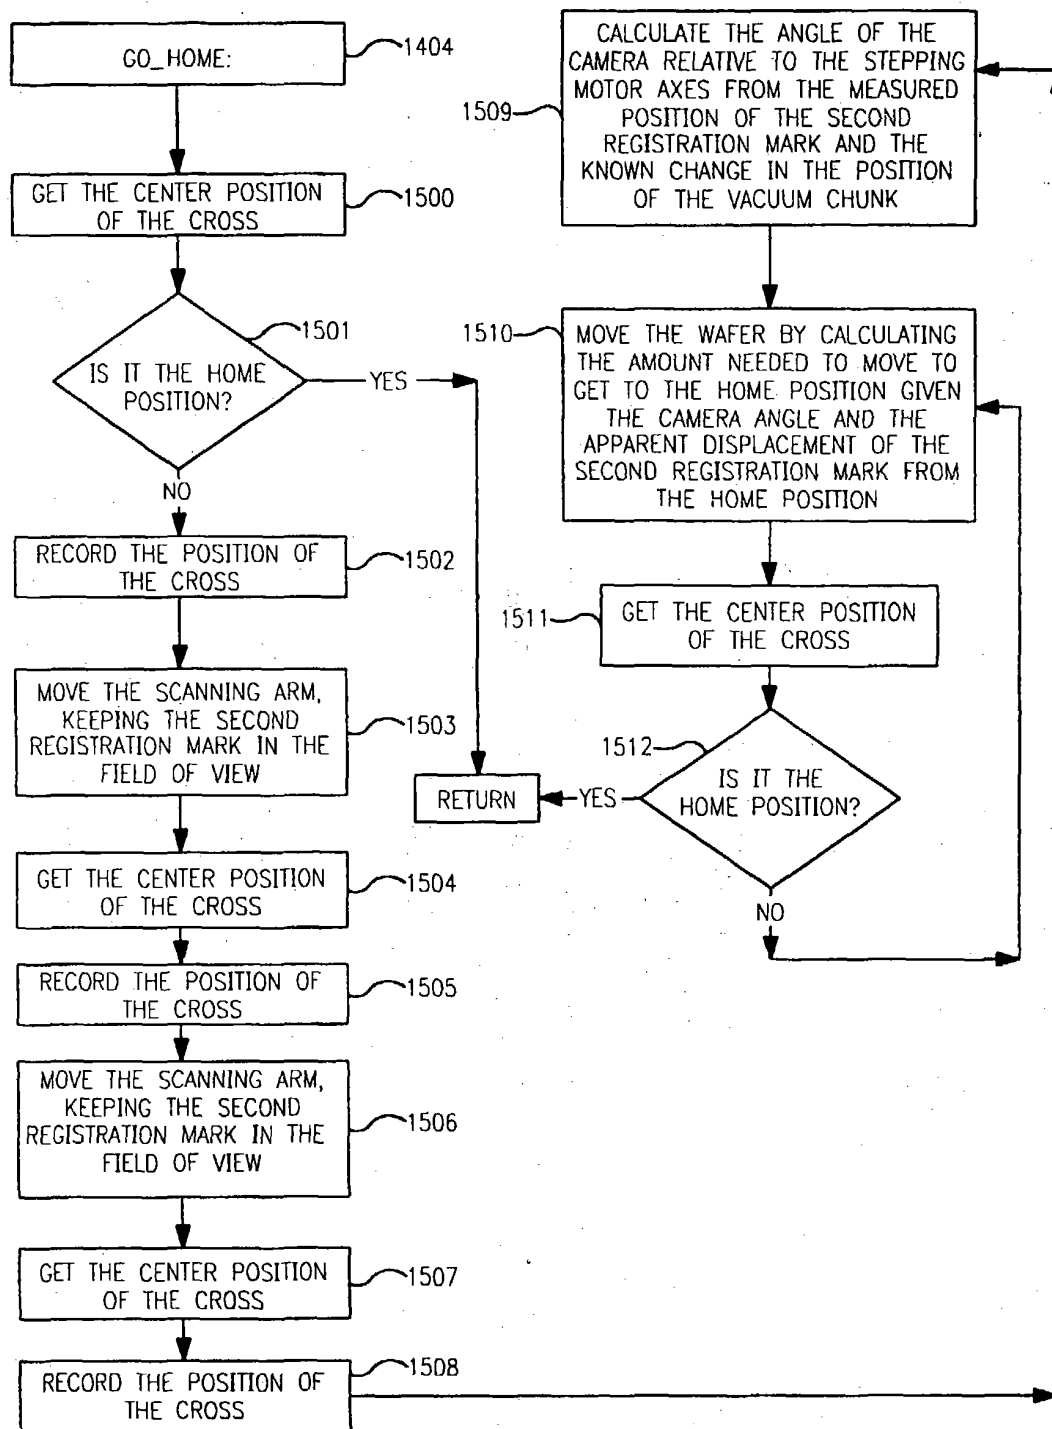 GO_HOME:
1404
GET THE CENTER POSITION
OF THE CROSS
1500
1501
IS IT THE HOME
POSITION?
YES
NO
RECORD THE POSITION OF
THE CROSS
1502
MOVE THE SCANNING ARM,
KEEPING THE SECOND
REGISTRATION MARK IN THE
FIELD OF VIEW
1503
GET THE CENTER POSITION
OF THE CROSS
1504
RECORD THE POSITION OF
THE CROSS
1505
MOVE THE SCANNING ARM,
KEEPING THE SECOND
REGISTRATION MARK IN THE
FIELD OF VIEW
1506
GET THE CENTER POSITION
OF THE CROSS
1507
1508
RECORD THE POSITION OF
THE CROSS
1509
CALCULATE THE ANGLE OF THE
CAMERA RELATIVE TO THE STEPPING
MOTOR AXES FROM THE MEASURED
POSITION OF THE SECOND
REGISTRATION MARK AND THE
KNOWN CHANGE IN THE POSITION
OF THE VACUUM CHUNK
1510
MOVE THE WAFER BY CALCULATING
THE AMOUNT NEEDED TO MOVE TO
GET TO THE HOME POSITION GIVEN
THE CAMERA ANGLE AND THE
APPARENT DISPLACEMENT OF THE
SECOND REGISTRATION MARK FROM
THE HOME POSITION
1511
GET THE CENTER POSITION
OF THE CROSS
1512
IS IT THE
HOME POSITION?
YES
RETURN
NO